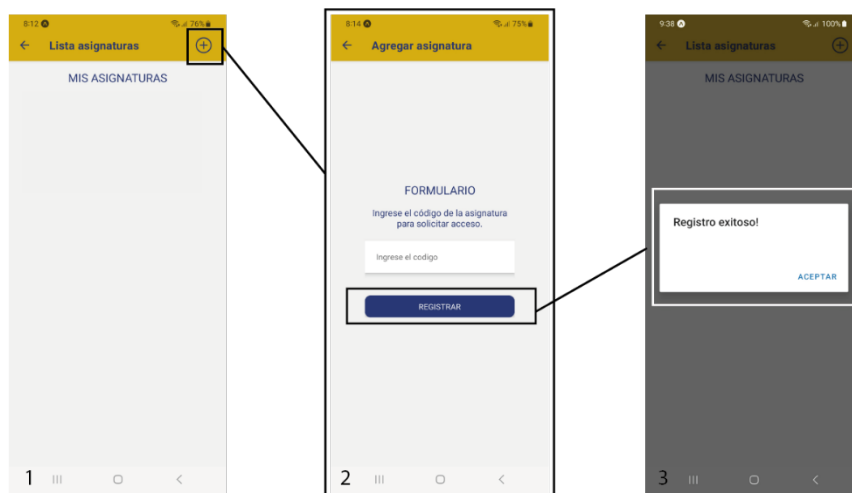 8:12 76%
Lista asignaturas
MIS ASIGNATURAS
1
8:14 75%
Agregar asignatura
FORMULARIO
Ingrese el código de la asignatura
para solicitar acceso.
Ingrese el codigo
REGISTRAR
2
9:38 100%
Lista asignaturas
MIS ASIGNATURAS
Registro exitoso!
ACEPTAR
3